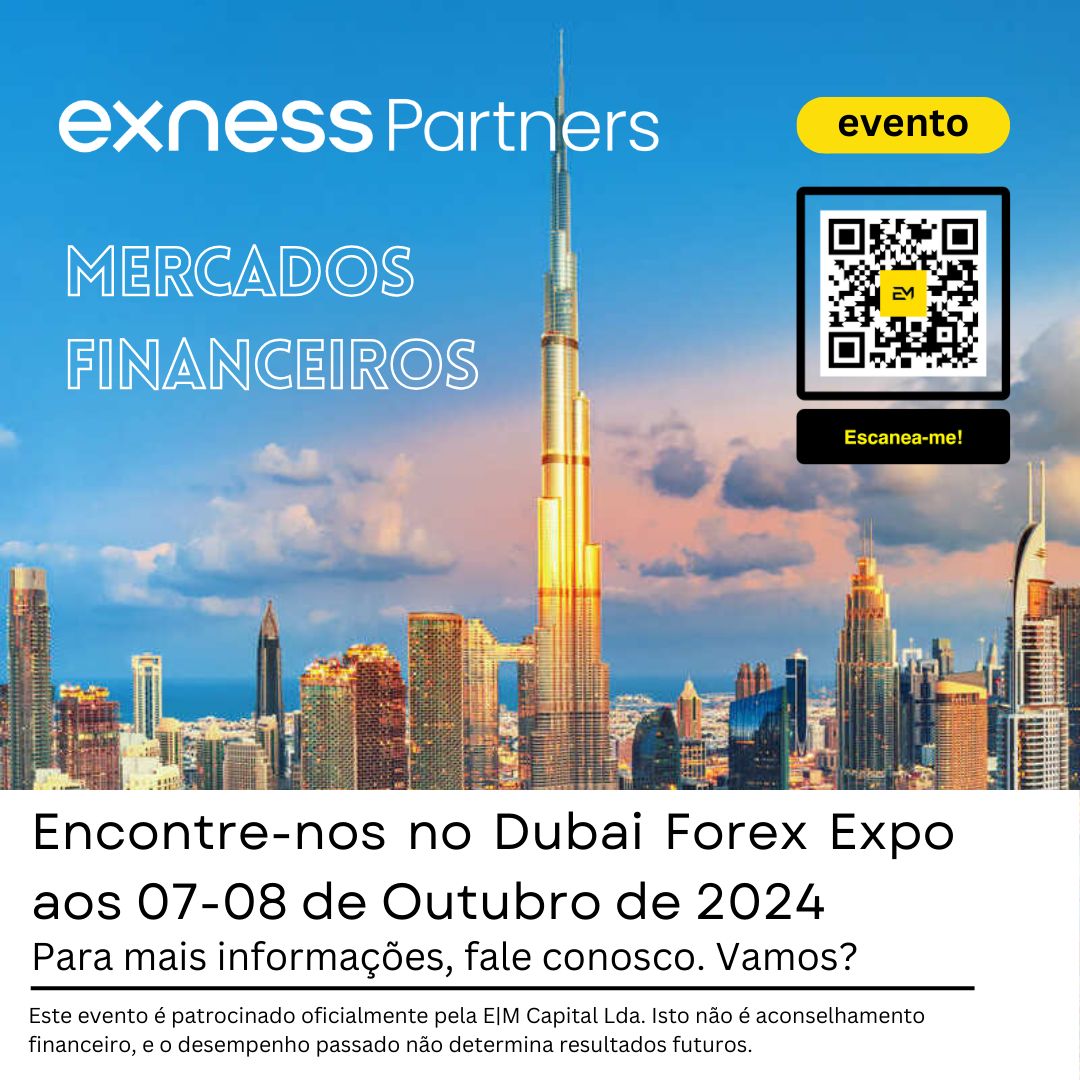 exness Partners
evento
MERCADOS
FINANCEIROS
EM
Escanea-me!
Encontre-nos no Dubai Forex Expo
aos 07-08 de Outubro de 2024
Para mais informações, fale conosco. Vamos?
Este evento é patrocinado oficialmente pela E|M Capital Lda. Isto não é aconselhamento
financeiro, e o desempenho passado não determina resultados futuros.